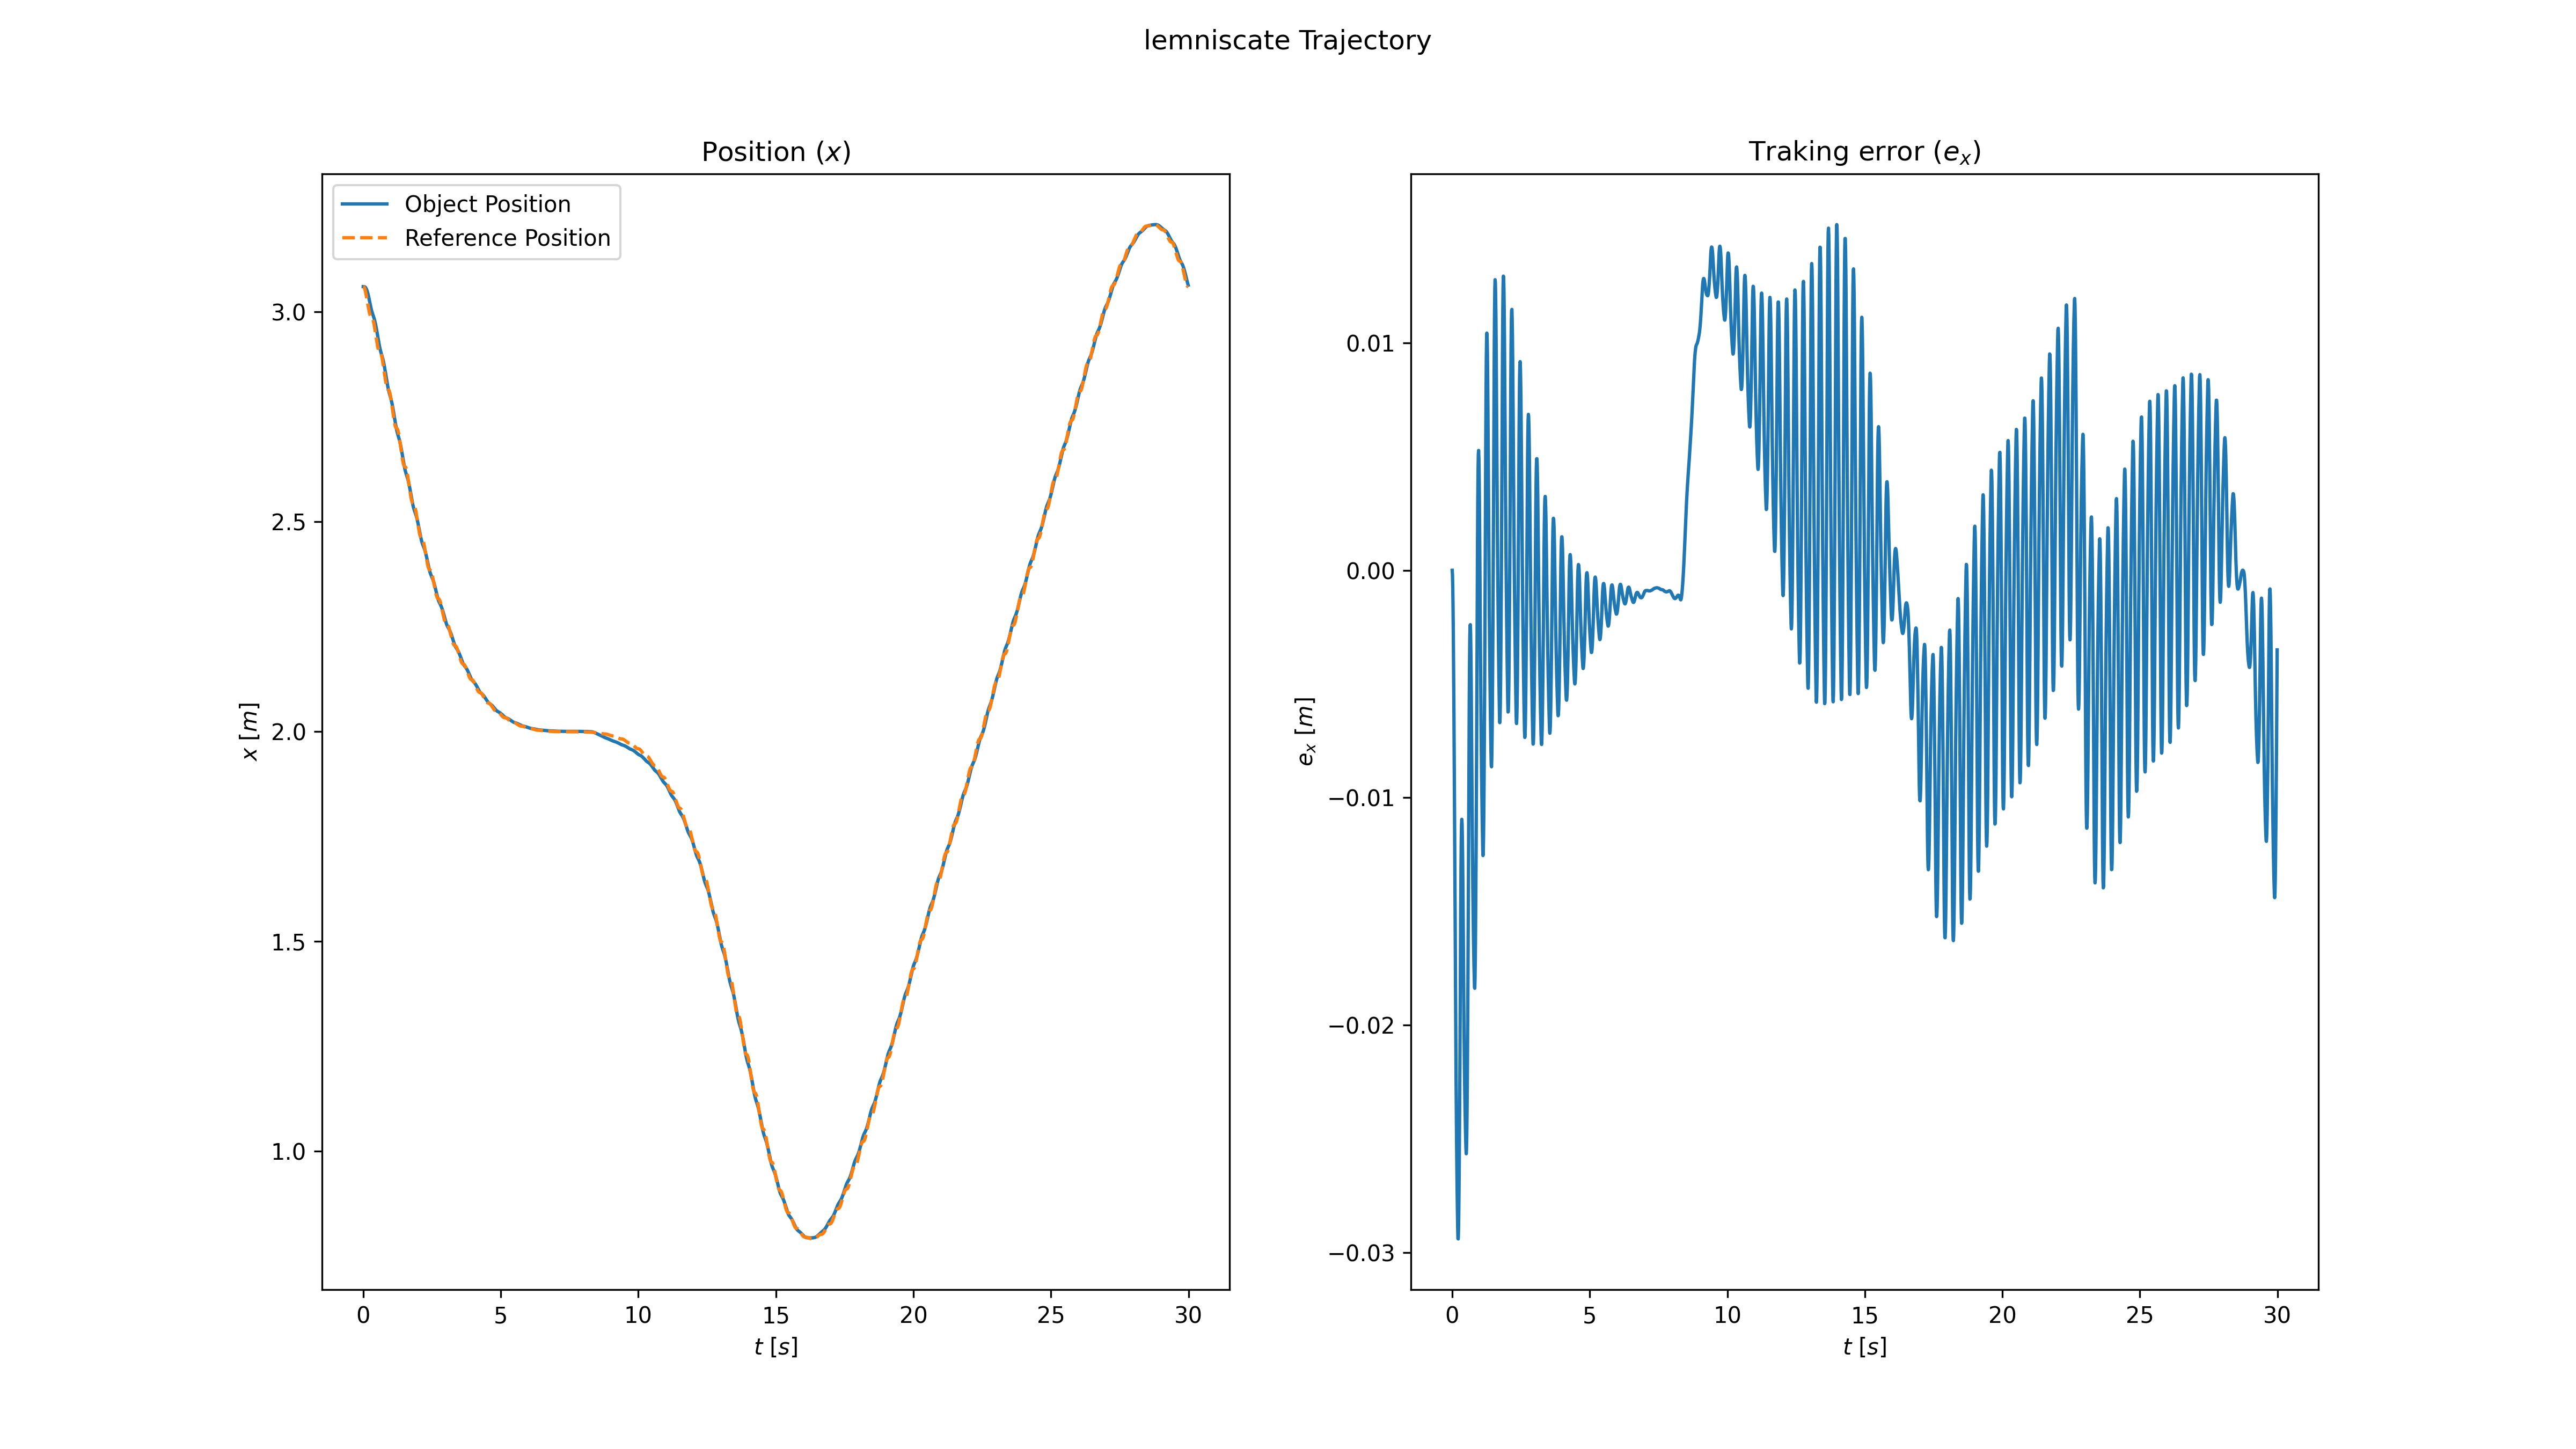 lemniscate Trajectory
Position (x)
Object Position
Reference Position
3.0
2.5
2.0
1.5
1.0
x [m]
0 5 10 15 20 25 30
t [s]
Traking error (eₓ)
0.01
0.00
−0.01
−0.02
−0.03
eₓ [m]
0 5 10 15 20 25 30
t [s]